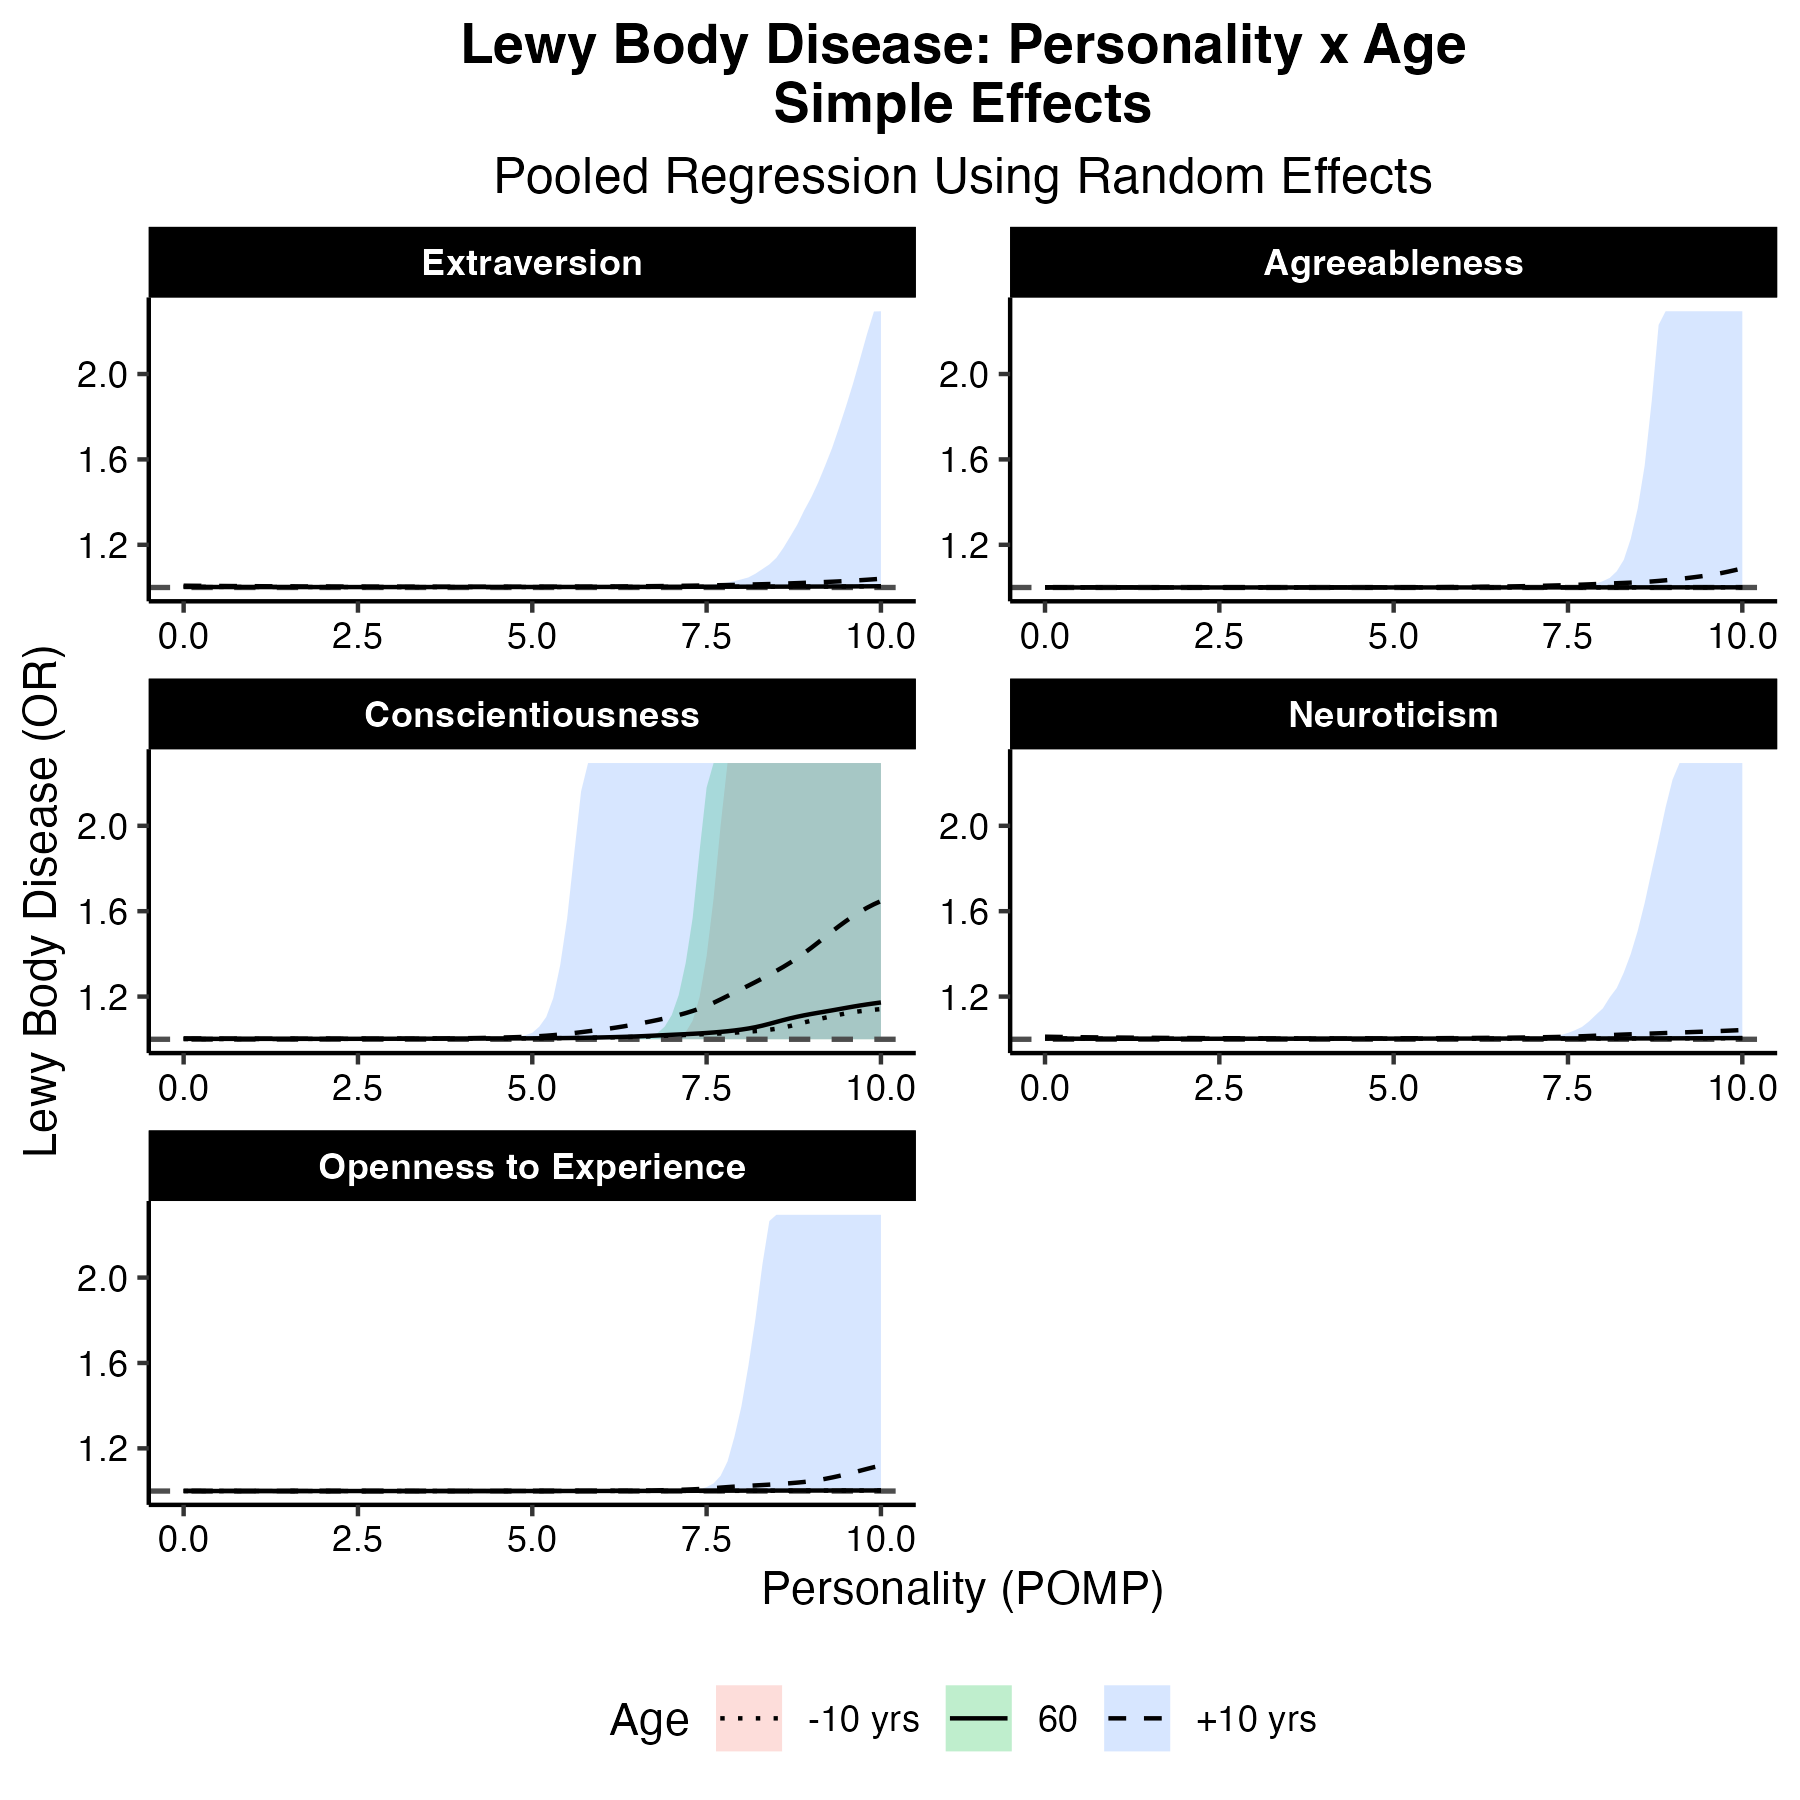 Lewy Body Disease: Personality x Age
Simple Effects
Pooled Regression Using Random Effects
Lewy Body Disease (OR)
Extraversion
2.0
1.6
1.2
0.0 2.5 5.0 7.5 10.0
Agreeableness
2.0
1.6
1.2
0.0 2.5 5.0 7.5 10.0
Conscientiousness
2.0
1.6
1.2
0.0 2.5 5.0 7.5 10.0
Neuroticism
2.0
1.6
1.2
0.0 2.5 5.0 7.5 10.0
Openness to Experience
2.0
1.6
1.2
0.0 2.5 5.0 7.5 10.0
Personality (POMP)
Age -10 yrs 60 +10 yrs